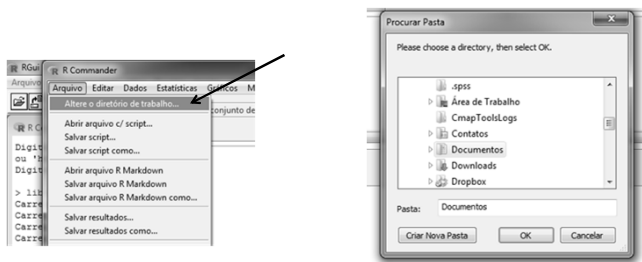 RGui
R Commander
Arquivo
Arquivo Editar Dados Estatísticas Gráficos M
Altere o diretório de trabalho...
conjunto de
Abrir arquivo c/ script...
Salvar script...
Salvar script como...
Abrir arquivo R Markdown
Salvar arquivo R Markdown
Salvar arquivo R Markdown como...
Salvar resultados...
Salvar resultados como...
R C
Digit
ou 'h
Digit
> lib
Carre
Carre
Carre
Carre
Procurar Pasta
Please choose a directory, then select OK.
.spss
Área de Trabalho
CmapToolsLogs
Contatos
Documentos
Downloads
Dropbox
Pasta: Documentos
Criar Nova Pasta OK Cancelar